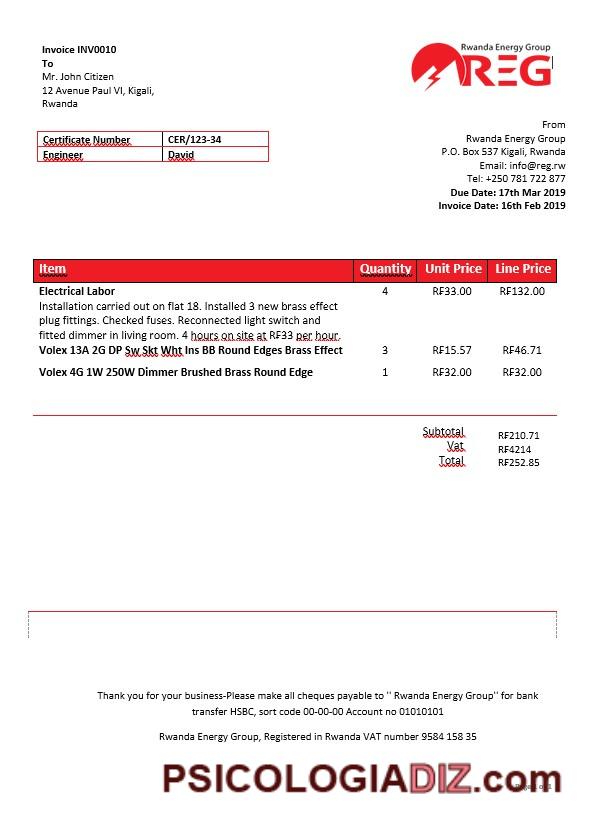 Invoice INV0010
To
Mr. John Citizen
12 Avenue Paul VI, Kigali,
Rwanda
Rwanda Energy Group
REG
Certificate Number CER/123-34
Engineer David
From
Rwanda Energy Group
P.O. Box 537 Kigali, Rwanda
Email: info@reg.rw
Tel: +250 781 722 877
Due Date: 17th Mar 2019
Invoice Date: 16th Feb 2019
Item Quantity Unit Price Line Price
Electrical Labor 4 RF33.00 RF132.00
Installation carried out on flat 18. Installed 3 new brass effect
plug fittings. Checked fuses. Reconnected light switch and
fitted dimmer in living room. 4 hours on site at RF33 per hour.
Volex 13A 2G DP Sw Skt Wht Ins BB Round Edges Brass Effect 3 RF15.57 RF46.71
Volex 4G 1W 250W Dimmer Brushed Brass Round Edge 1 RF32.00 RF32.00
Subtotal RF210.71
Vat RF4214
Total RF252.85
Thank you for your business-Please make all cheques payable to " Rwanda Energy Group" for bank
transfer HSBC, sort code 00-00-00 Account no 01010101
Rwanda Energy Group, Registered in Rwanda VAT number 9584 158 35
PSICOLOGIADIZ.com